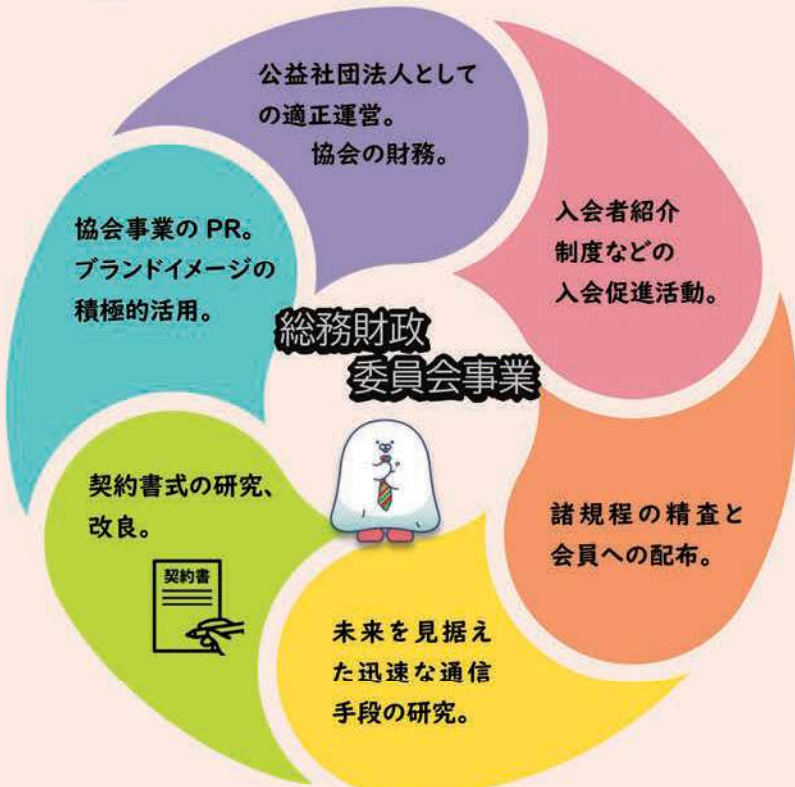 公益社団法人として
の適正運営。
協会の財務。
入会者紹介
制度などの
入会促進活動。
諸規程の精査と
会員への配布。
未来を見据え
た迅速な通信
手段の研究。
契約書式の研究、
改良。
契約書
協会事業の PR。
ブランドイメージの
積極的活用。
総務財政
委員会事業